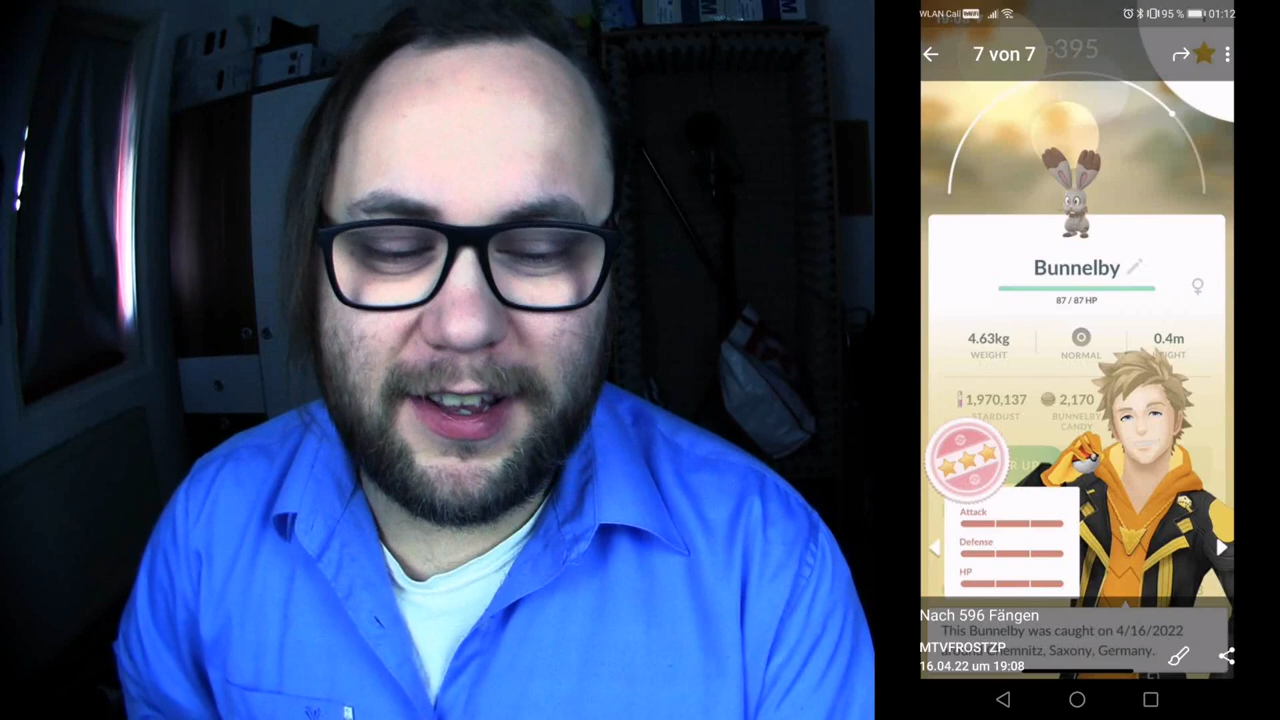 WLAN Call
95 %
01:12
7 von 7
395
Bunnelby
87 / 87 HP
4.63kg
0.4m
WEIGHT
NORMAL
1,970,137
2,170
STARDUST
BUNNELBY
CANDY
Attack
Defense
HP
Nach 596 Fängen
This Bunnelby was caught on 4/16/2022
MTVFROSTZP
Chemnitz, Saxony, Germany.
16.04.22 um 19:08